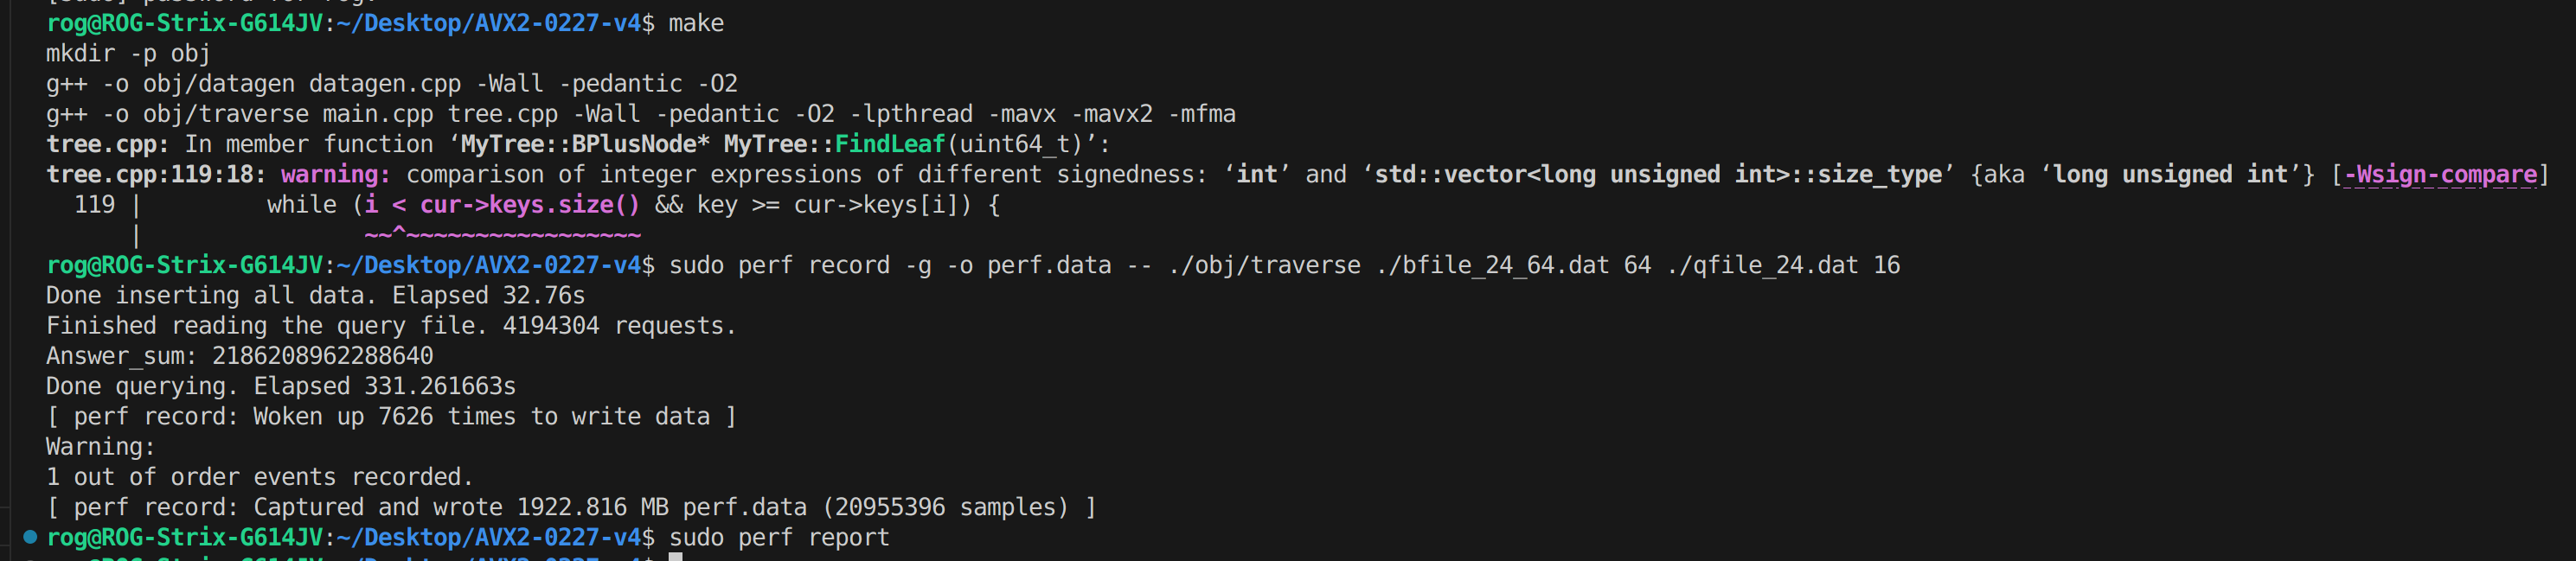 [sudo] password for rog:
rog@ROG-Strix-G614JV:~/Desktop/AVX2-0227-v4$ make
mkdir -p obj
g++ -o obj/datagen datagen.cpp -Wall -pedantic -O2
g++ -o obj/traverse main.cpp tree.cpp -Wall -pedantic -O2 -lpthread -mavx -mavx2 -mfma
tree.cpp: In member function ‘MyTree::BPlusNode* MyTree::FindLeaf(uint64_t)’:
tree.cpp:119:18: warning: comparison of integer expressions of different signedness: ‘int’ and ‘std::vector<long unsigned int>::size_type’ {aka ‘long unsigned int’} [-Wsign-compare]
  119 |         while (i < cur->keys.size() && key >= cur->keys[i]) {
      |                ~~^~~~~~~~~~~~~~~~~~
rog@ROG-Strix-G614JV:~/Desktop/AVX2-0227-v4$ sudo perf record -g -o perf.data -- ./obj/traverse ./bfile_24_64.dat 64 ./qfile_24.dat 16
Done inserting all data. Elapsed 32.76s
Finished reading the query file. 4194304 requests.
Answer_sum: 2186208962288640
Done querying. Elapsed 331.261663s
[ perf record: Woken up 7626 times to write data ]
Warning:
1 out of order events recorded.
[ perf record: Captured and wrote 1922.816 MB perf.data (20955396 samples) ]
rog@ROG-Strix-G614JV:~/Desktop/AVX2-0227-v4$ sudo perf report